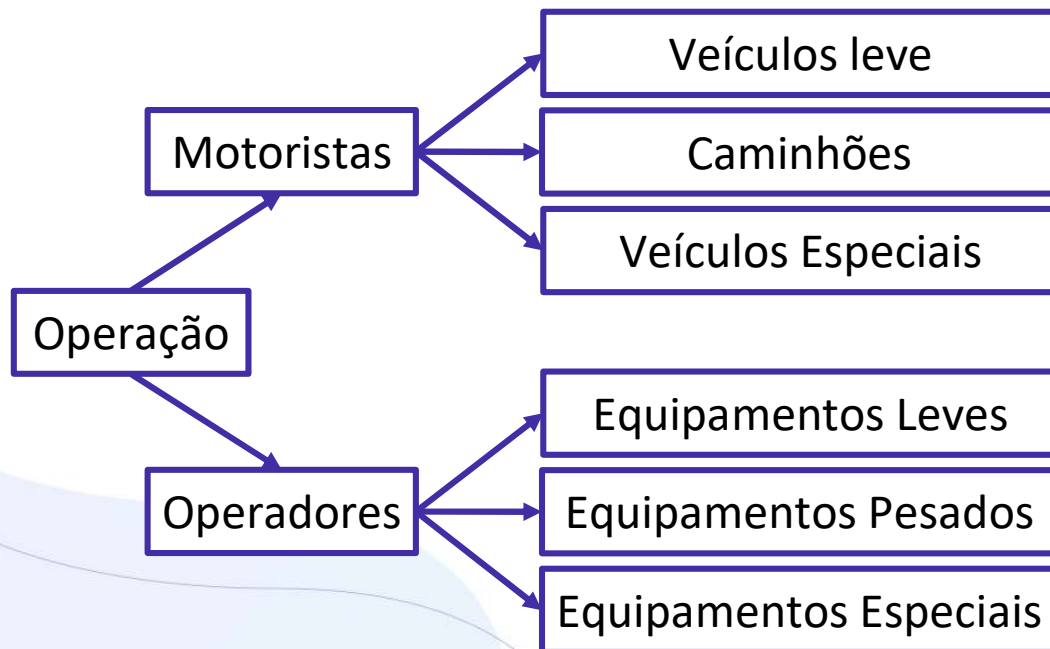 Veículos leve
Motoristas
Caminhões
Veículos Especiais
Operação
Equipamentos Leves
Operadores
Equipamentos Pesados
Equipamentos Especiais